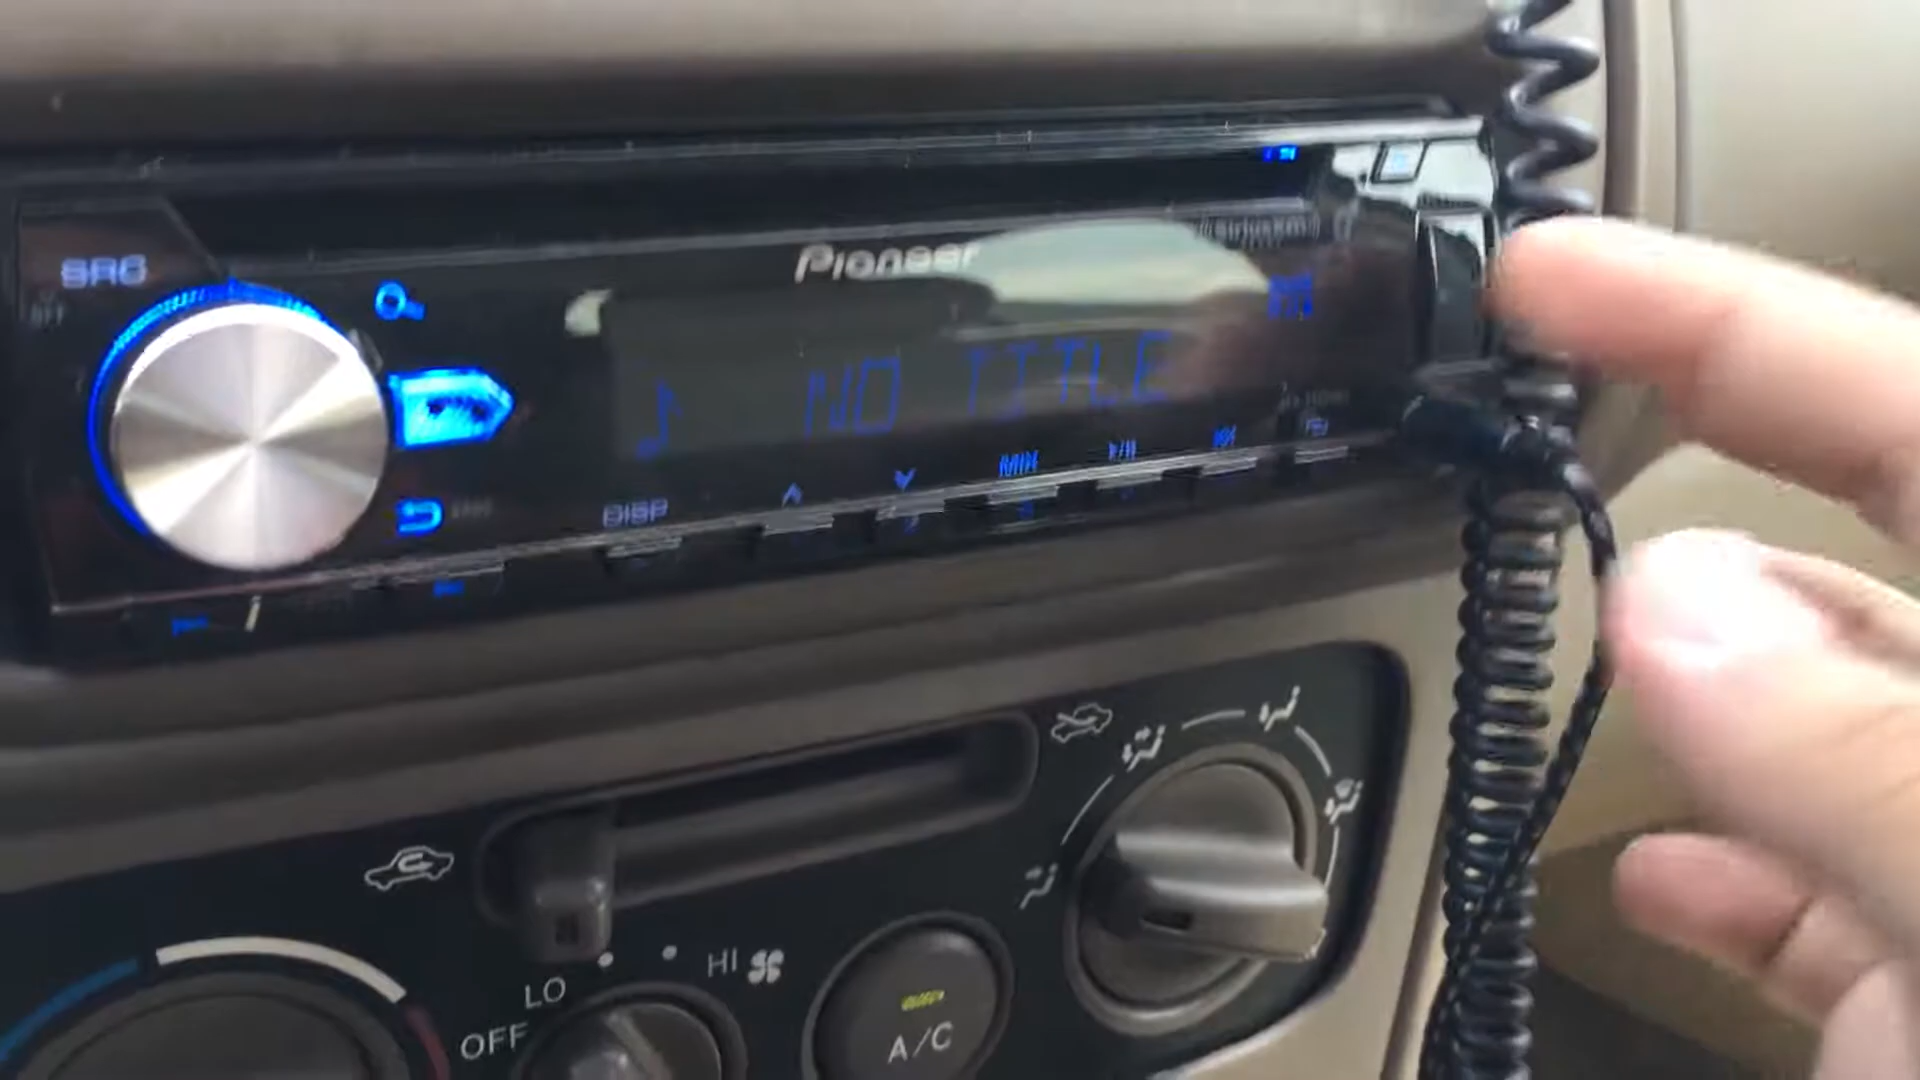 Pioneer
SRC
NO TITLE
DISP
MIX
LO
HI
OFF
A/C